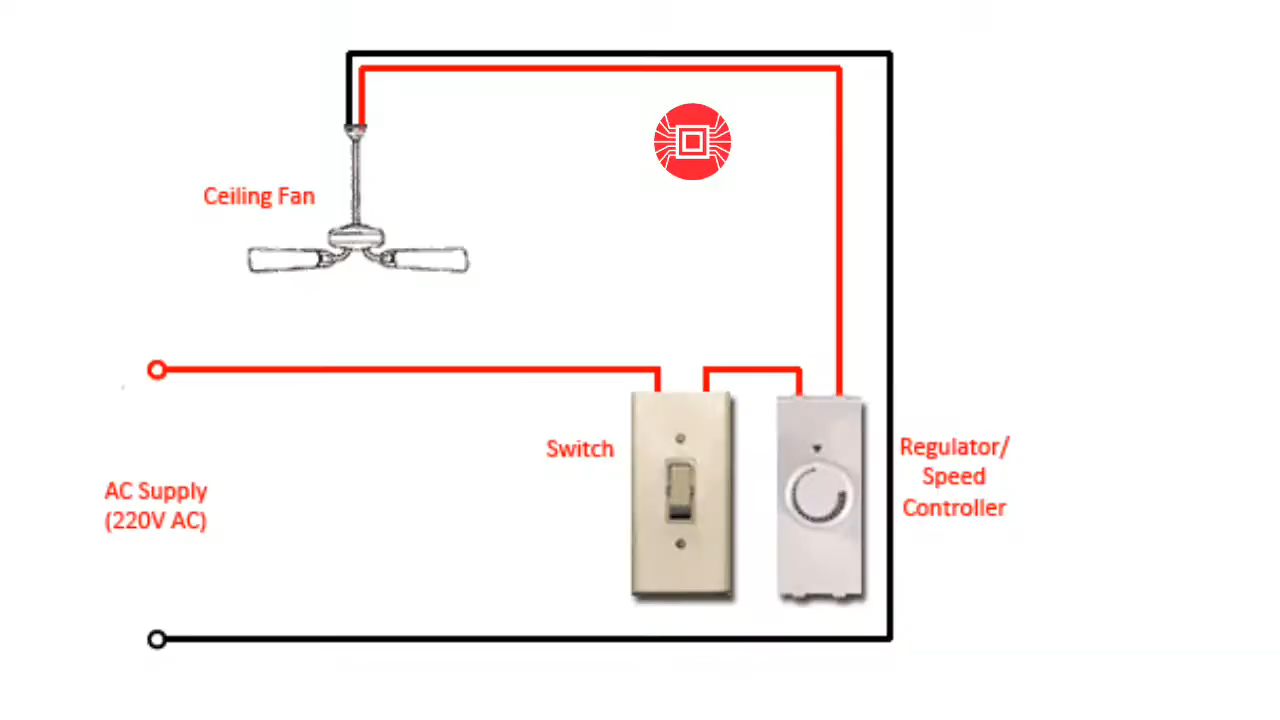 Ceiling Fan
Switch
Regulator/
Speed
Controller
AC Supply
(220V AC)